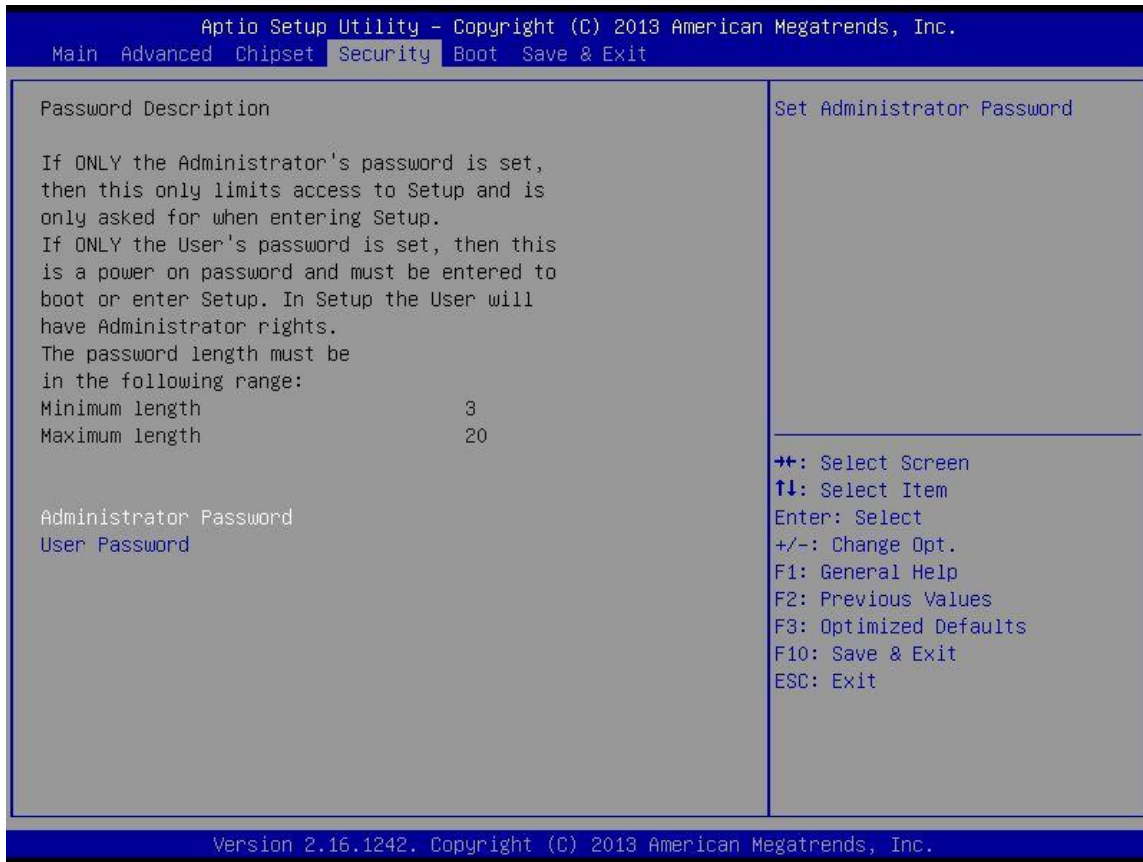 Aptio Setup Utility – Copyright (C) 2013 American Megatrends, Inc.
Main Advanced Chipset Security Boot Save & Exit
Password Description
If ONLY the Administrator's password is set,
then this only limits access to Setup and is
only asked for when entering Setup.
If ONLY the User's password is set, then this
is a power on password and must be entered to
boot or enter Setup. In Setup the User will
have Administrator rights.
The password length must be
in the following range:
Minimum length 3
Maximum length 20
Administrator Password
User Password
Set Administrator Password
→←: Select Screen
↑↓: Select Item
Enter: Select
+/-: Change Opt.
F1: General Help
F2: Previous Values
F3: Optimized Defaults
F10: Save & Exit
ESC: Exit
Version 2.16.1242. Copyright (C) 2013 American Megatrends, Inc.